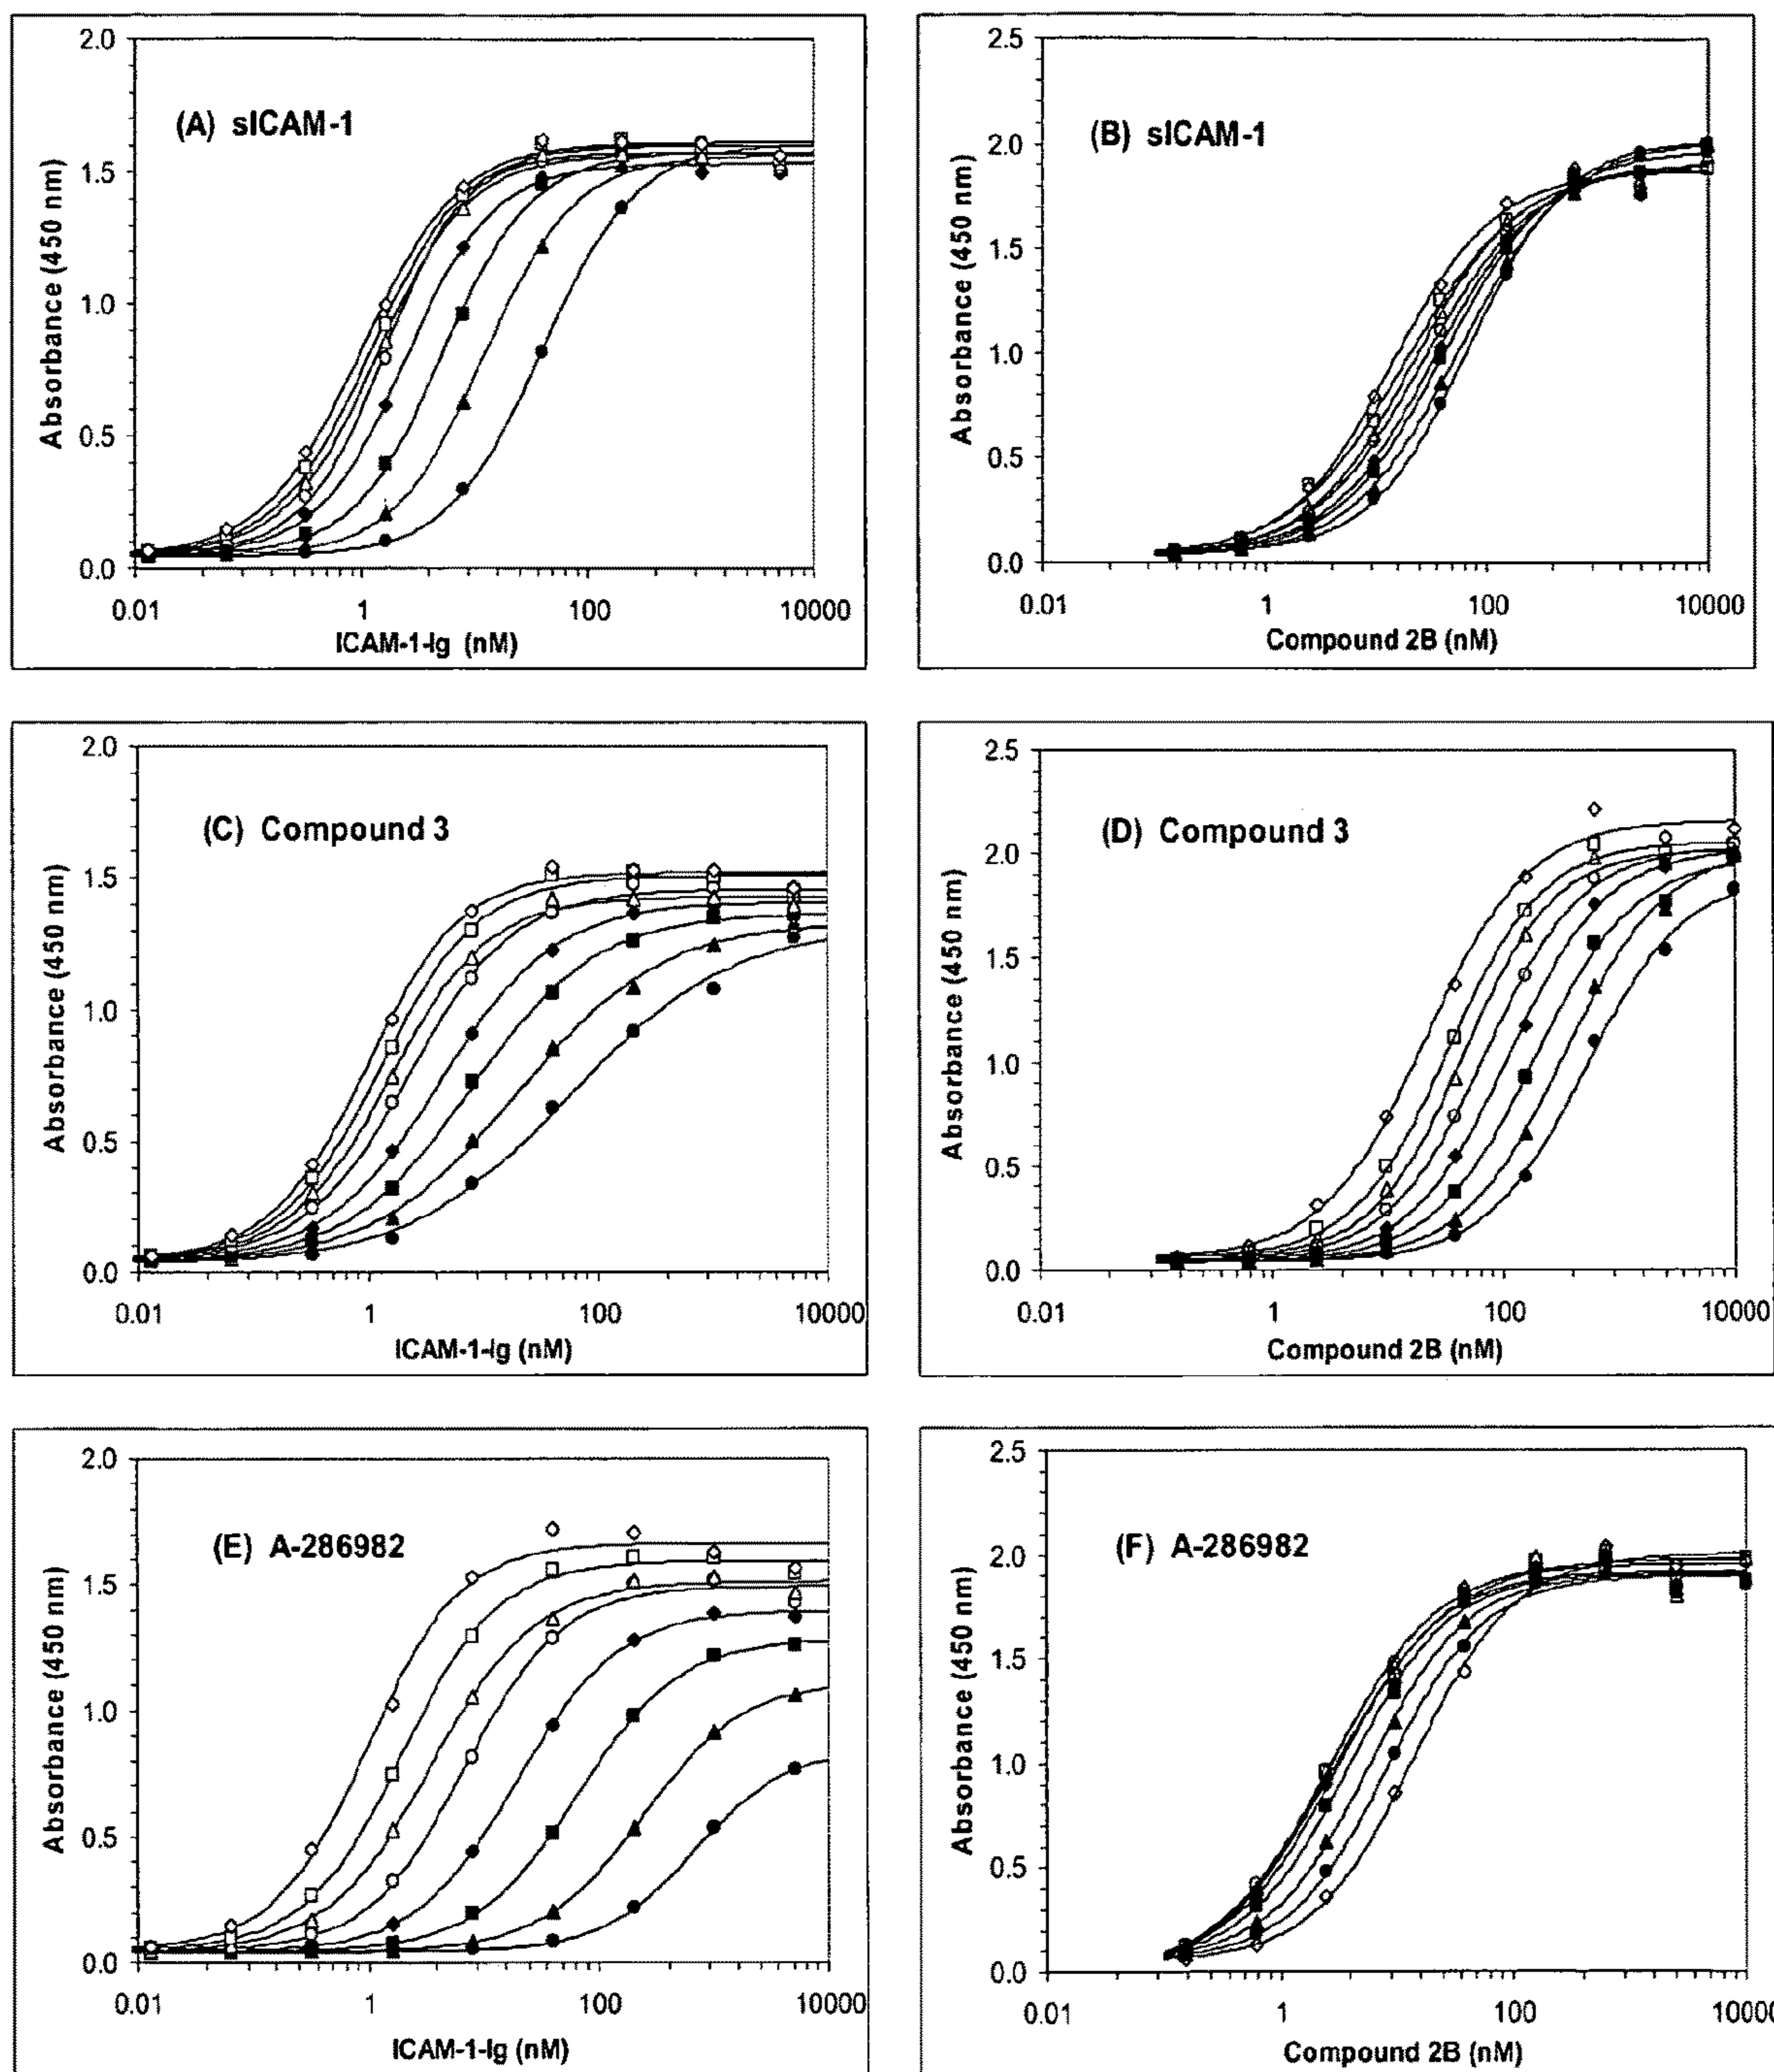 (A) sICAM-1
Absorbance (450 nm)
2.0
1.5
1.0
0.5
0.0
0.01 1 100 10000
ICAM-1-Ig (nM)
(B) sICAM-1
Absorbance (450 nm)
2.5
2.0
1.5
1.0
0.5
0.0
0.01 1 100 10000
Compound 2B (nM)
(C) Compound 3
Absorbance (450 nm)
2.0
1.5
1.0
0.5
0.0
0.01 1 100 10000
ICAM-1-Ig (nM)
(D) Compound 3
Absorbance (450 nm)
2.5
2.0
1.5
1.0
0.5
0.0
0.01 1 100 10000
Compound 2B (nM)
(E) A-286982
Absorbance (450 nm)
2.0
1.5
1.0
0.5
0.0
0.01 1 100 10000
ICAM-1-Ig (nM)
(F) A-286982
Absorbance (450 nm)
2.5
2.0
1.5
1.0
0.5
0.0
0.01 1 100 10000
Compound 2B (nM)